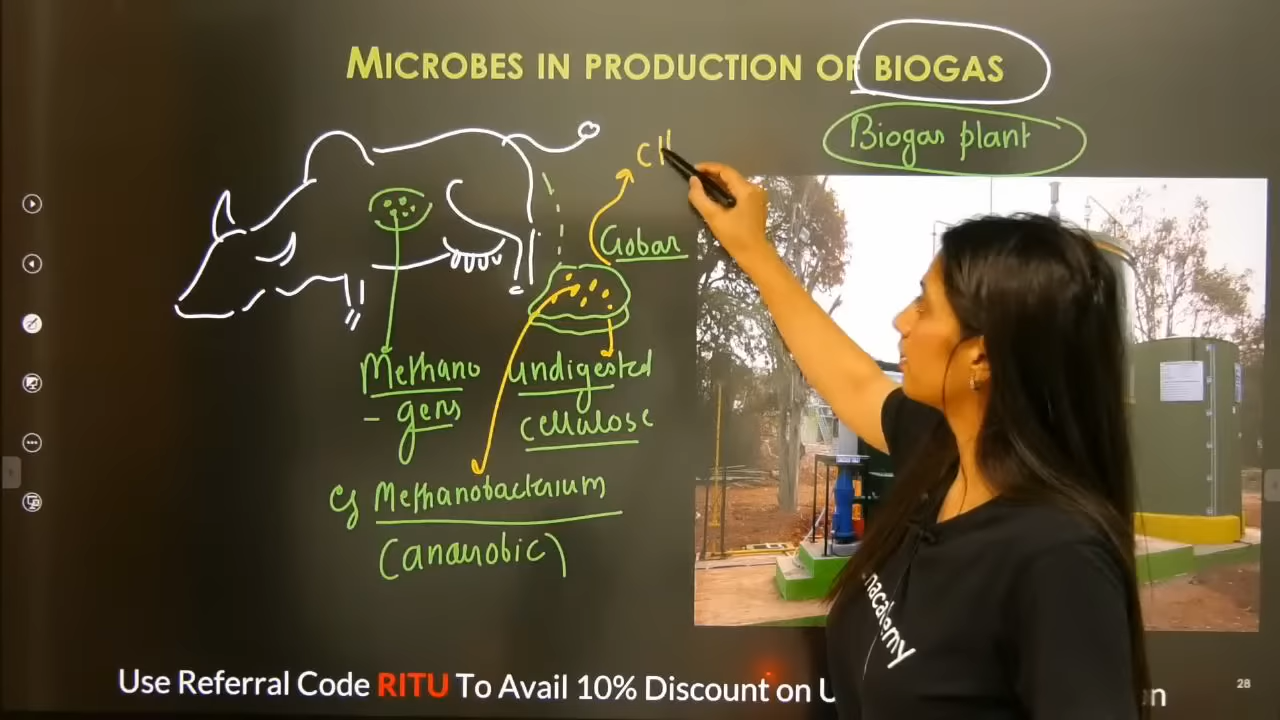 MICROBES IN PRODUCTION OF BIOGAS
Biogas plant
CH
Gobar
Methano
- gens
undigested
cellulose
eg Methanobacterium
(anaerobic)
nacademy
Use Referral Code RITU To Avail 10% Discount on U
28